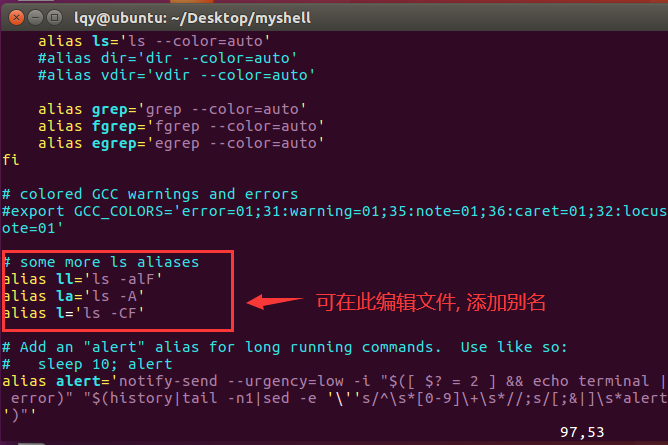 lqy@ubuntu: ~/Desktop/myshell
alias ls='ls --color=auto'
#alias dir='dir --color=auto'
#alias vdir='vdir --color=auto'
alias grep='grep --color=auto'
alias fgrep='fgrep --color=auto'
alias egrep='egrep --color=auto'
fi
# colored GCC warnings and errors
#export GCC_COLORS='error=01;31:warning=01;35:note=01;36:caret=01;32:locus
ote=01'
# some more ls aliases
alias ll='ls -alF'
alias la='ls -A'
可在此编辑文件, 添加别名
alias l='ls -CF'
# Add an "alert" alias for long running commands.  Use like so:
#   sleep 10; alert
alias alert='notify-send --urgency=low -i "$([ $? = 2 ] && echo terminal |
error)" "$(history|tail -n1|sed -e '\''s/^\s*[0-9]\+\s*//;s/[;&|]\s*alert
')"'
97,53